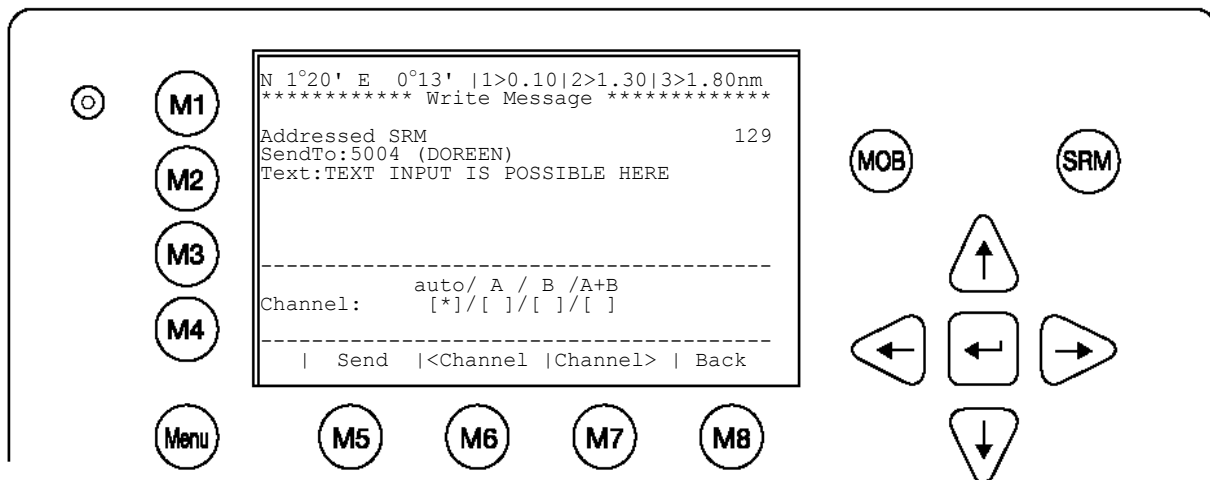 N 1°20' E  0°13' |1>0.10|2>1.30|3>1.80nm
************ Write Message *************
Addressed SRM                        129
SendTo:5004 (DOREEN)
Text:TEXT INPUT IS POSSIBLE HERE
----------------------------------------
auto/ A / B /A+B
Channel:     [*]/[ ]/[ ]/[ ]
----------------------------------------
|  Send  |<Channel |Channel> | Back
M1
M2
M3
M4
Menu
M5
M6
M7
M8
MOB
SRM